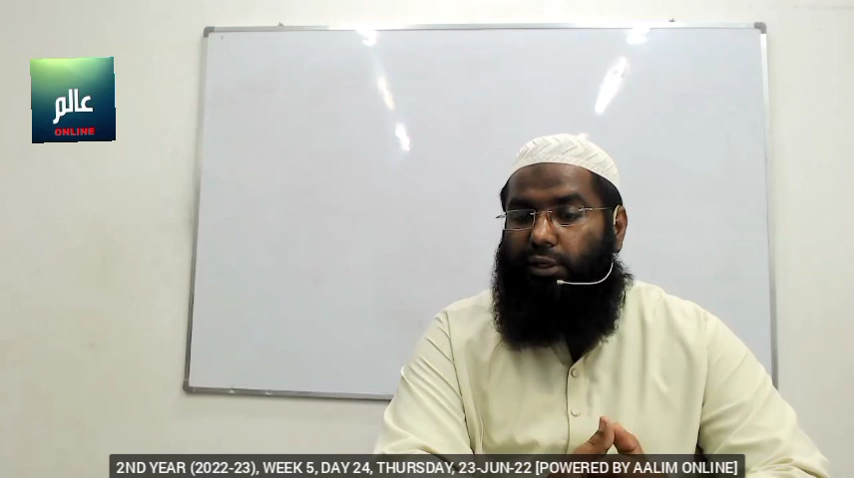 عالم
ONLINE
2ND YEAR (2022-23), WEEK 5, DAY 24, THURSDAY, 23-JUN-22 [POWERED BY AALIM ONLINE]